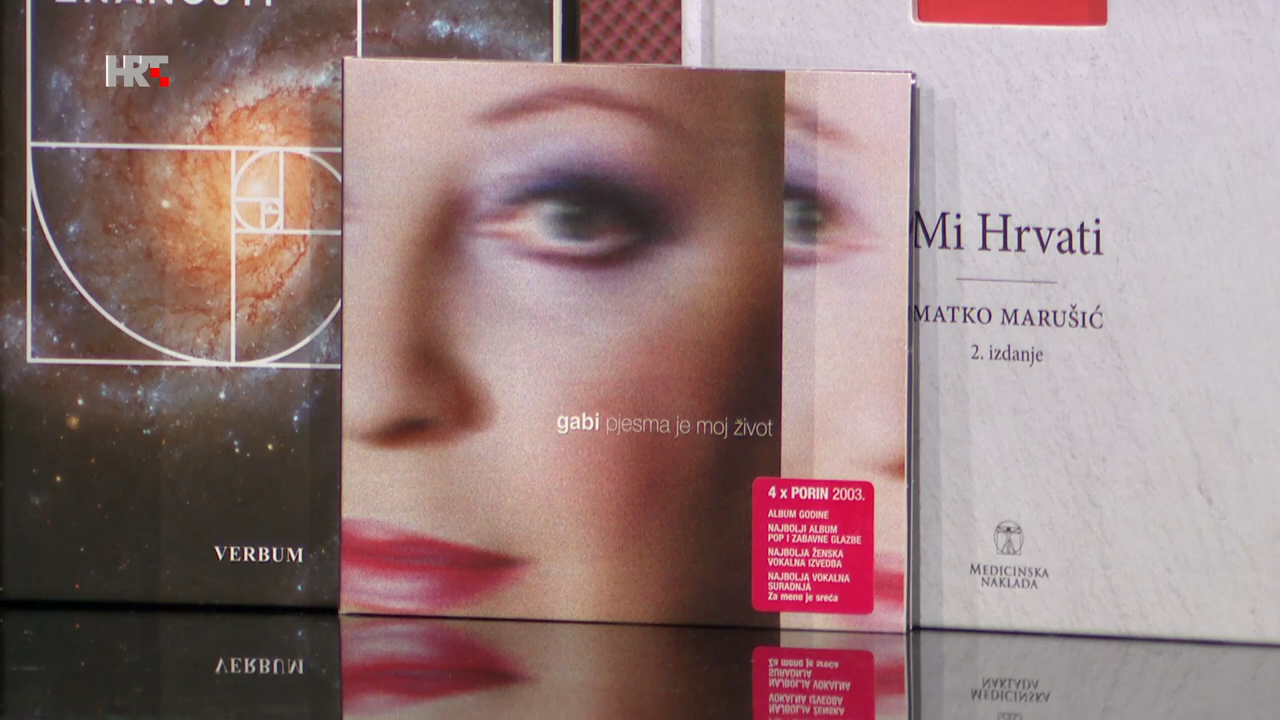 ZNANOSTI
HRT
gabi pjesma je moj život
4 x PORIN 2003.
ALBUM GODINE
NAJBOLJI ALBUM
POP I ZABAVNE GLAZBE
NAJBOLJA ŽENSKA
VOKALNA IZVEDBA
NAJBOLJA VOKALNA
SURADNJA
Za mene je sreća
VERBUM
Mi Hrvati
MATKO MARUŠIĆ
2. izdanje
MEDICINSKA
NAKLADA